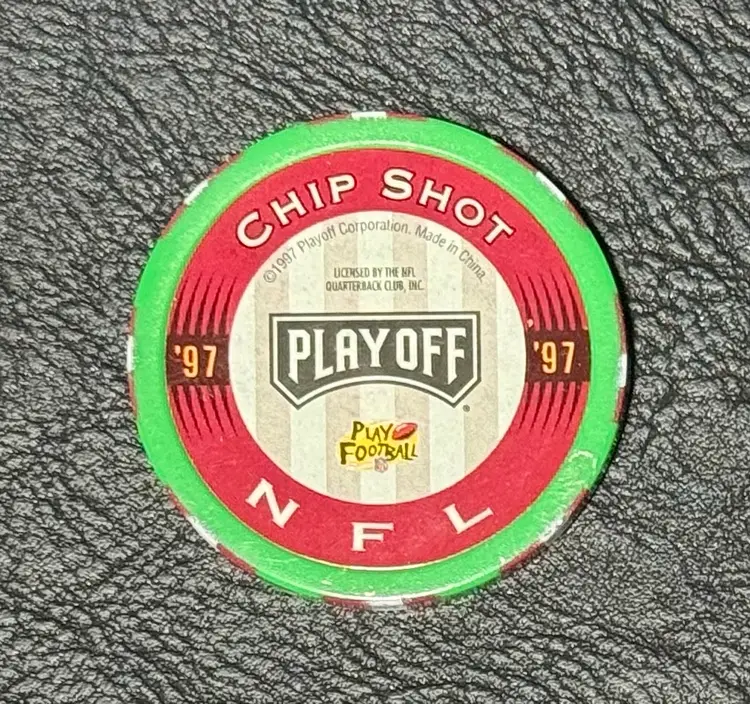 CHIP SHOT
©1997 Playoff Corporation. Made in China.
LICENSED BY THE NFL
QUARTERBACK CLUB, INC.
'97
PLAYOFF
®
'97
PLAY
FOOTBALL
NFL